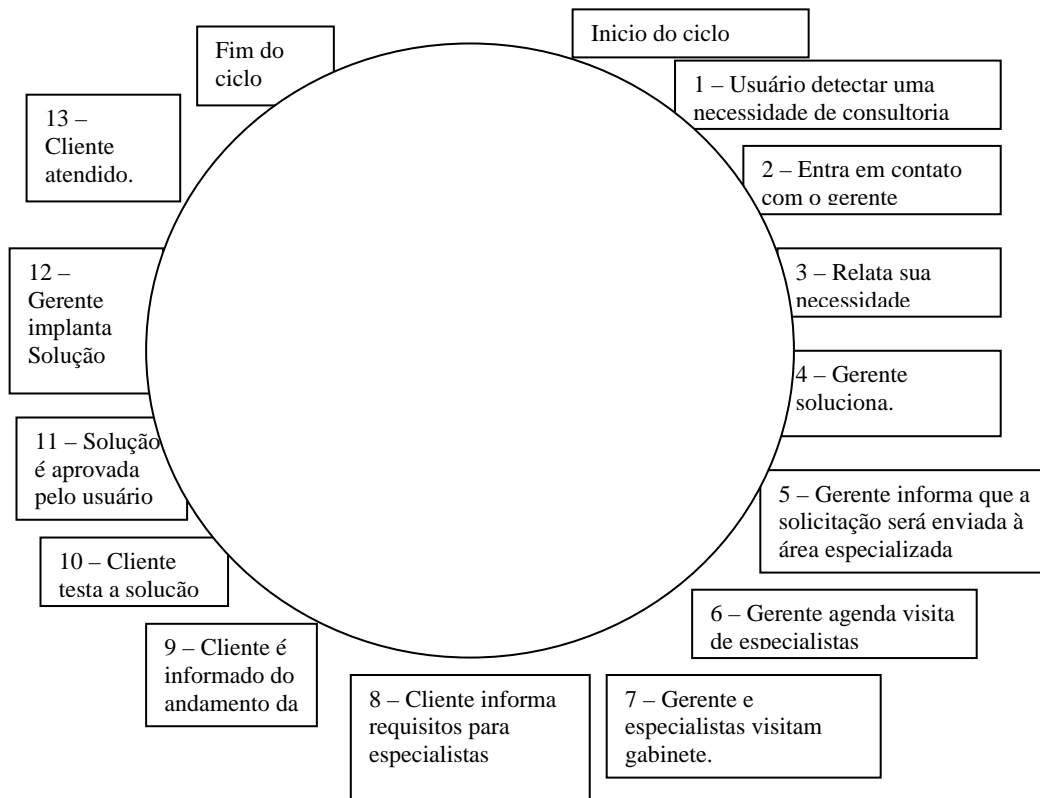 Inicio do ciclo
1 – Usuário detectar uma
necessidade de consultoria
2 – Entra em contato
com o gerente
3 – Relata sua
necessidade
4 – Gerente
soluciona.
5 – Gerente informa que a
solicitação será enviada à
área especializada
6 – Gerente agenda visita
de especialistas
7 – Gerente e
especialistas visitam
gabinete.
8 – Cliente informa
requisitos para
especialistas
9 – Cliente é
informado do
andamento da
10 – Cliente
testa a solução
11 – Solução
é aprovada
pelo usuário
12 –
Gerente
implanta
Solução
13 –
Cliente
atendido.
Fim do
ciclo